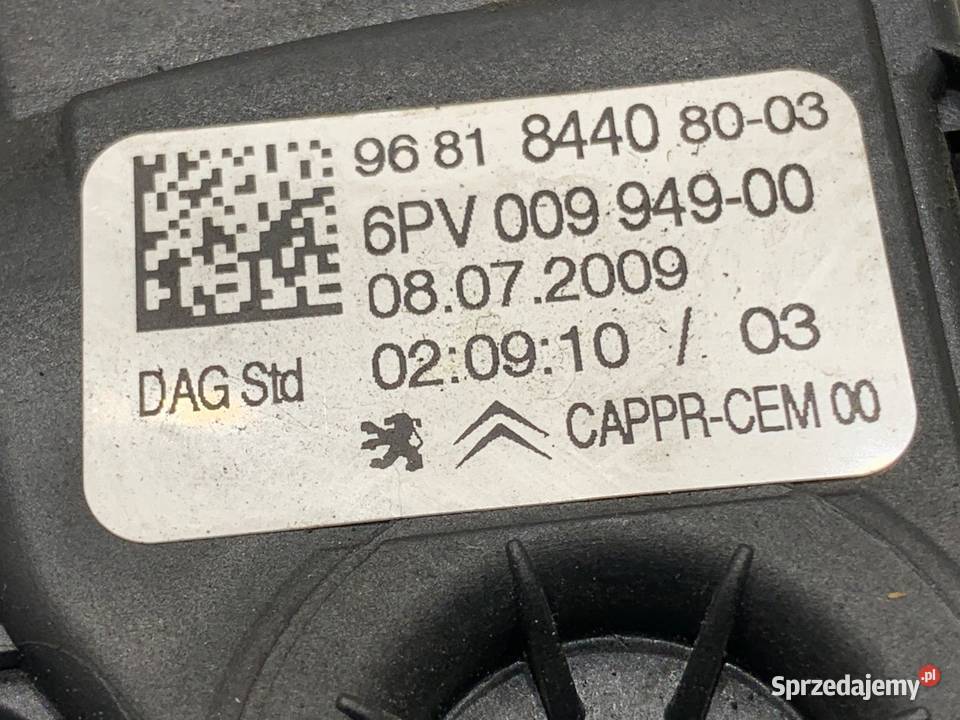 96 81 8440 80-03
6PV 009 949-00
08.07.2009
02:09:10 / 03
DAG Std
CAPPR-CEM 00
Sprzedajemy.pl